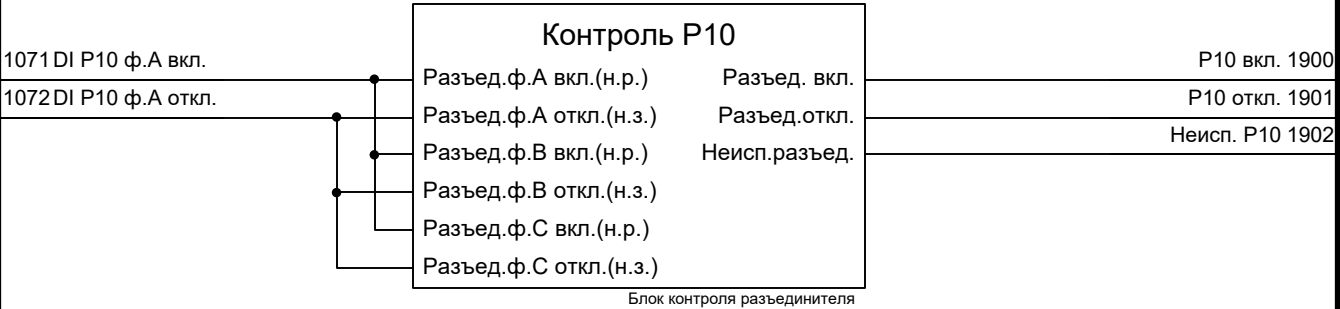 Контроль Р10
1071 DI Р10 ф.А вкл.
1072 DI Р10 ф.А откл.
Разъед.ф.А вкл.(н.р.)
Разъед.ф.А откл.(н.з.)
Разъед.ф.В вкл.(н.р.)
Разъед.ф.В откл.(н.з.)
Разъед.ф.С вкл.(н.р.)
Разъед.ф.С откл.(н.з.)
Разъед. вкл.
Разъед.откл.
Неисп.разъед.
Р10 вкл. 1900
Р10 откл. 1901
Неисп. Р10 1902
Блок контроля разъединителя